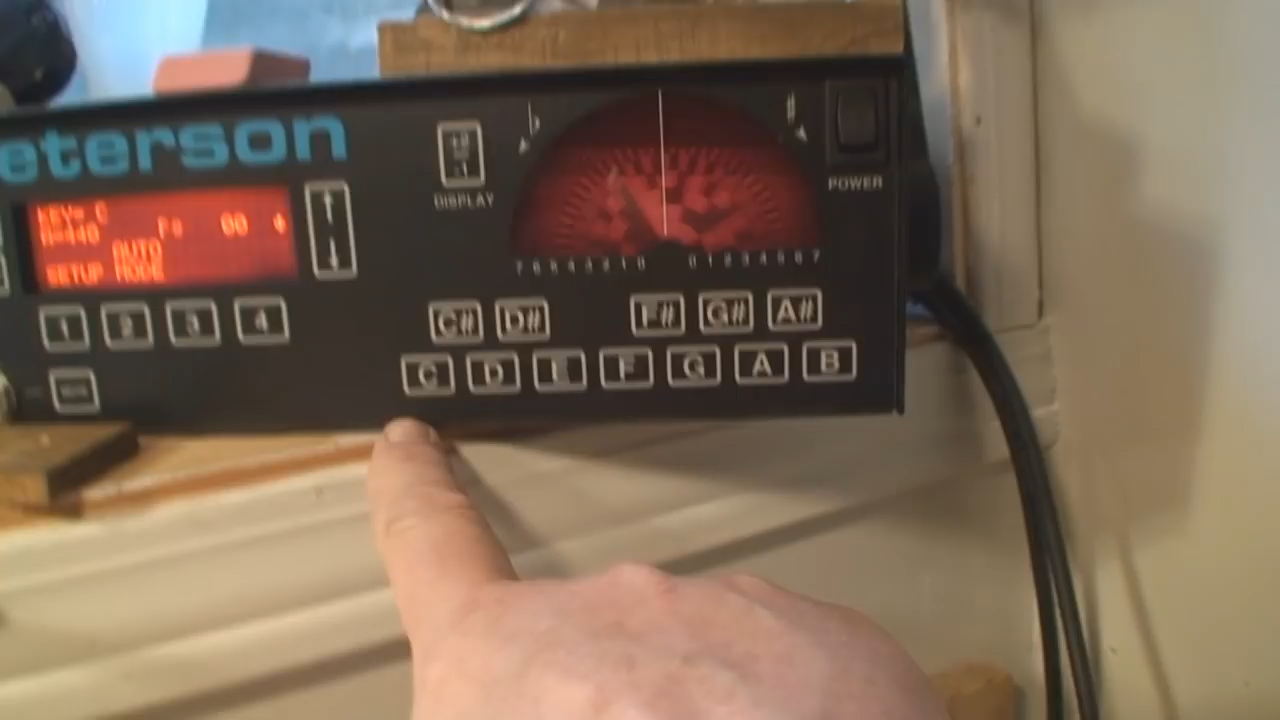 eterson
KEY= C
A=440 F: 00
AUTO
SETUP MODE
DISPLAY
POWER
♭ ♯
7 6 5 4 3 2 1 0 0 1 2 3 4 5 6 7
1 2 3 4
C# D# F# G# A#
C D E F G A B